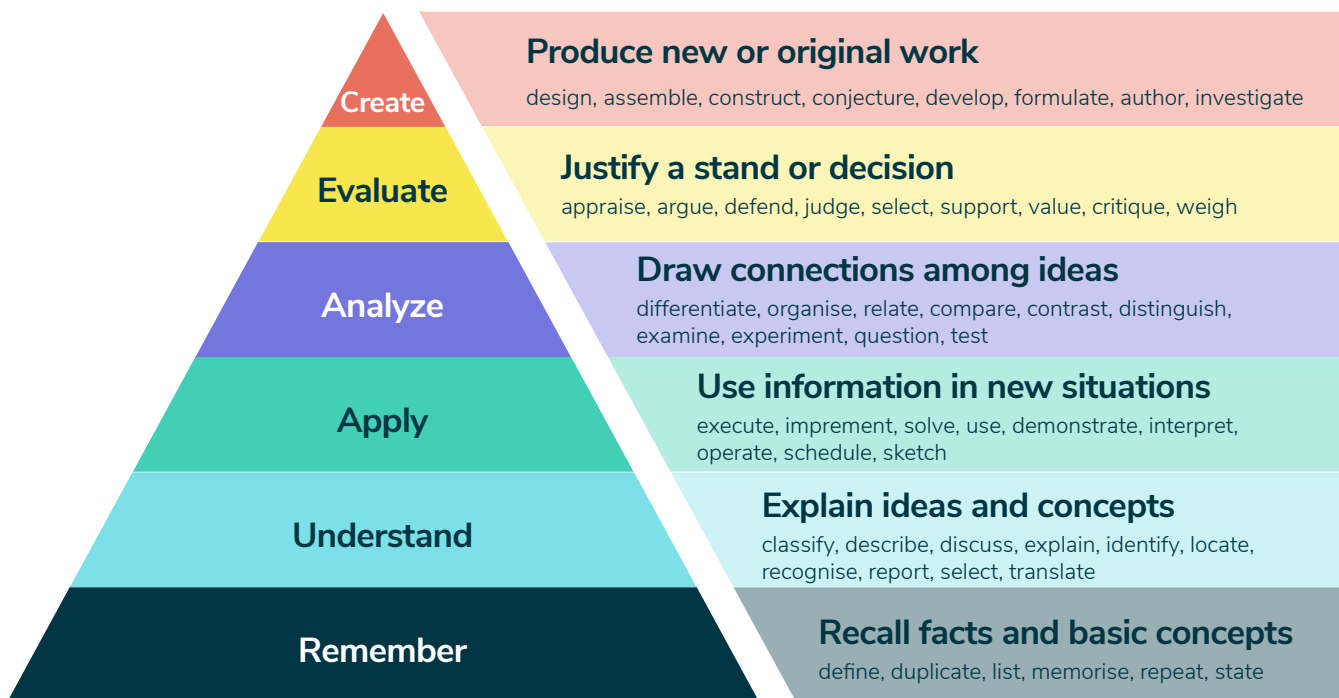 Create
Produce new or original work
design, assemble, construct, conjecture, develop, formulate, author, investigate
Evaluate
Justify a stand or decision
appraise, argue, defend, judge, select, support, value, critique, weigh
Analyze
Draw connections among ideas
differentiate, organise, relate, compare, contrast, distinguish,
examine, experiment, question, test
Apply
Use information in new situations
execute, imprement, solve, use, demonstrate, interpret,
operate, schedule, sketch
Understand
Explain ideas and concepts
classify, describe, discuss, explain, identify, locate,
recognise, report, select, translate
Remember
Recall facts and basic concepts
define, duplicate, list, memorise, repeat, state